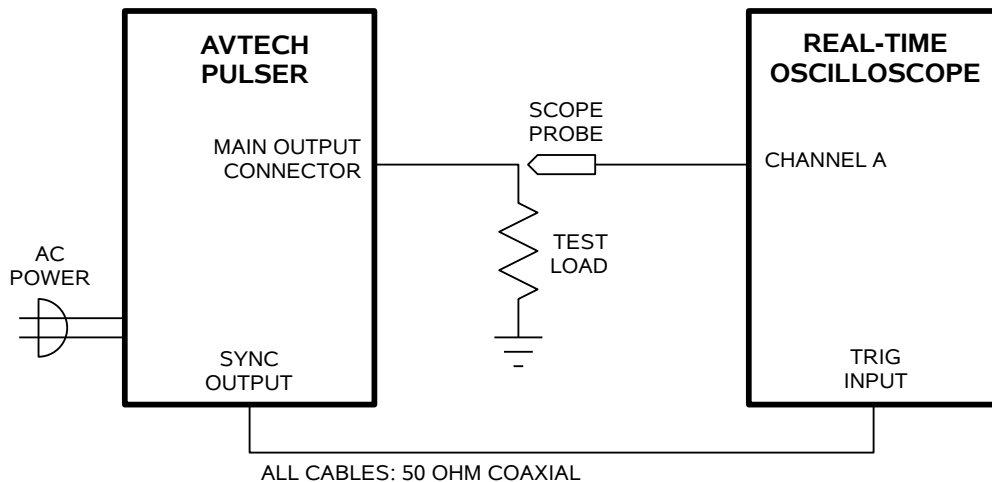 AVTECH
PULSER
MAIN OUTPUT
CONNECTOR
AC
POWER
SYNC
OUTPUT
SCOPE
PROBE
TEST
LOAD
REAL-TIME
OSCILLOSCOPE
CHANNEL A
TRIG
INPUT
ALL CABLES: 50 OHM COAXIAL